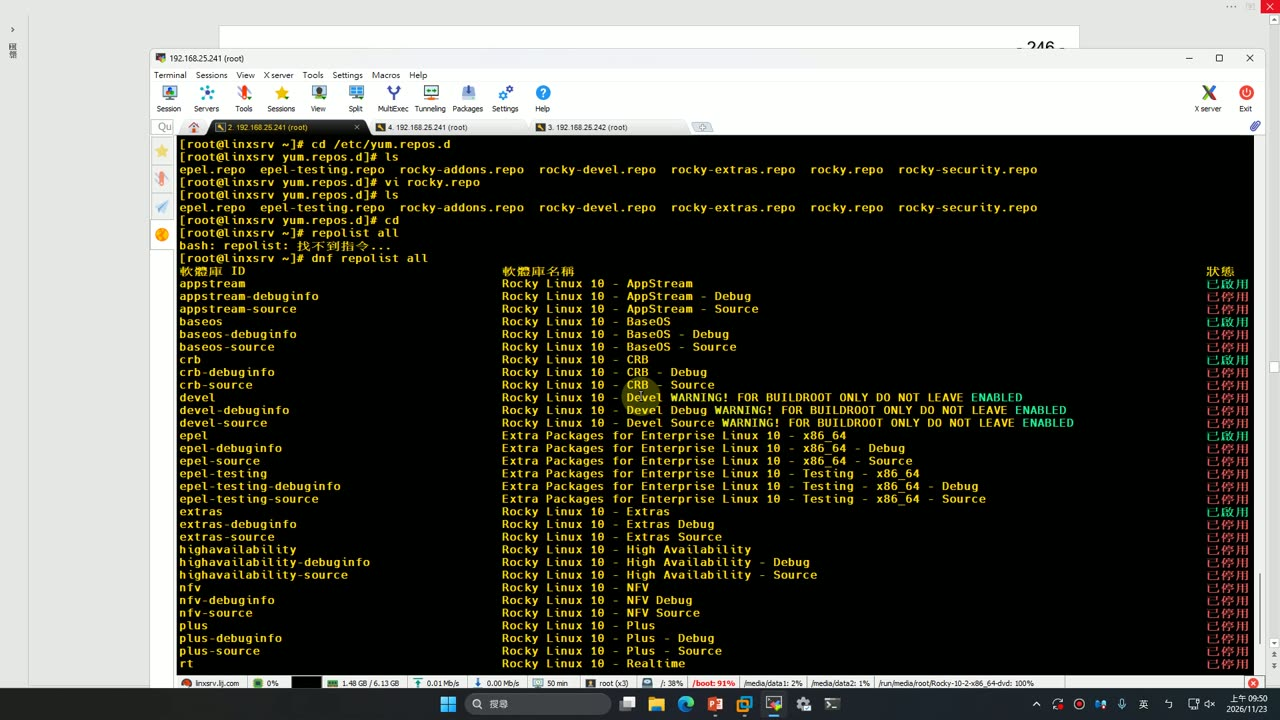 - 246 -
192.168.25.241 (root)
Terminal Sessions View X server Tools Settings Macros Help
Session Servers Tools Sessions View Split MultiExec Tunneling Packages Settings Help X server Exit
Qu 2. 192.168.25.241 (root) 4. 192.168.25.241 (root) 3. 192.168.25.242 (root)
[root@linxsrv ~]# cd /etc/yum.repos.d
[root@linxsrv yum.repos.d]# ls
epel.repo epel-testing.repo rocky-addons.repo rocky-devel.repo rocky-extras.repo rocky.repo rocky-security.repo
[root@linxsrv yum.repos.d]# vi rocky.repo
[root@linxsrv yum.repos.d]# ls
epel.repo epel-testing.repo rocky-addons.repo rocky-devel.repo rocky-extras.repo rocky.repo rocky-security.repo
[root@linxsrv yum.repos.d]# cd
[root@linxsrv ~]# repolist all
bash: repolist: 找不到指令...
[root@linxsrv ~]# dnf repolist all
軟體庫 ID 軟體庫名稱 狀態
appstream Rocky Linux 10 - AppStream 已啟用
appstream-debuginfo Rocky Linux 10 - AppStream - Debug 已停用
appstream-source Rocky Linux 10 - AppStream - Source 已停用
baseos Rocky Linux 10 - BaseOS 已啟用
baseos-debuginfo Rocky Linux 10 - BaseOS - Debug 已停用
baseos-source Rocky Linux 10 - BaseOS - Source 已停用
crb Rocky Linux 10 - CRB 已啟用
crb-debuginfo Rocky Linux 10 - CRB - Debug 已停用
crb-source Rocky Linux 10 - CRB - Source 已停用
devel Rocky Linux 10 - Devel WARNING! FOR BUILDROOT ONLY DO NOT LEAVE ENABLED 已停用
devel-debuginfo Rocky Linux 10 - Devel Debug WARNING! FOR BUILDROOT ONLY DO NOT LEAVE ENABLED 已停用
devel-source Rocky Linux 10 - Devel Source WARNING! FOR BUILDROOT ONLY DO NOT LEAVE ENABLED 已停用
epel Extra Packages for Enterprise Linux 10 - x86_64 已啟用
epel-debuginfo Extra Packages for Enterprise Linux 10 - x86_64 - Debug 已停用
epel-source Extra Packages for Enterprise Linux 10 - x86_64 - Source 已停用
epel-testing Extra Packages for Enterprise Linux 10 - Testing - x86_64 已停用
epel-testing-debuginfo Extra Packages for Enterprise Linux 10 - Testing - x86_64 - Debug 已停用
epel-testing-source Extra Packages for Enterprise Linux 10 - Testing - x86_64 - Source 已停用
extras Rocky Linux 10 - Extras 已啟用
extras-debuginfo Rocky Linux 10 - Extras Debug 已停用
extras-source Rocky Linux 10 - Extras Source 已停用
highavailability Rocky Linux 10 - High Availability 已停用
highavailability-debuginfo Rocky Linux 10 - High Availability - Debug 已停用
highavailability-source Rocky Linux 10 - High Availability - Source 已停用
nfv Rocky Linux 10 - NFV 已停用
nfv-debuginfo Rocky Linux 10 - NFV Debug 已停用
nfv-source Rocky Linux 10 - NFV Source 已停用
plus Rocky Linux 10 - Plus 已停用
plus-debuginfo Rocky Linux 10 - Plus - Debug 已停用
plus-source Rocky Linux 10 - Plus - Source 已停用
rt Rocky Linux 10 - Realtime 已停用
linxsrv.lij.com 0% 1.48 GB / 6.13 GB 0.01 Mb/s 0.00 Mb/s 50 min root (x3) /: 38% /boot: 91% /media/data1: 2% /media/data2: 1% /run/media/root/Rocky-10-2-x86_64-dvd: 100%
搜尋 英 ㄅ 上午 09:50
2026/11/23